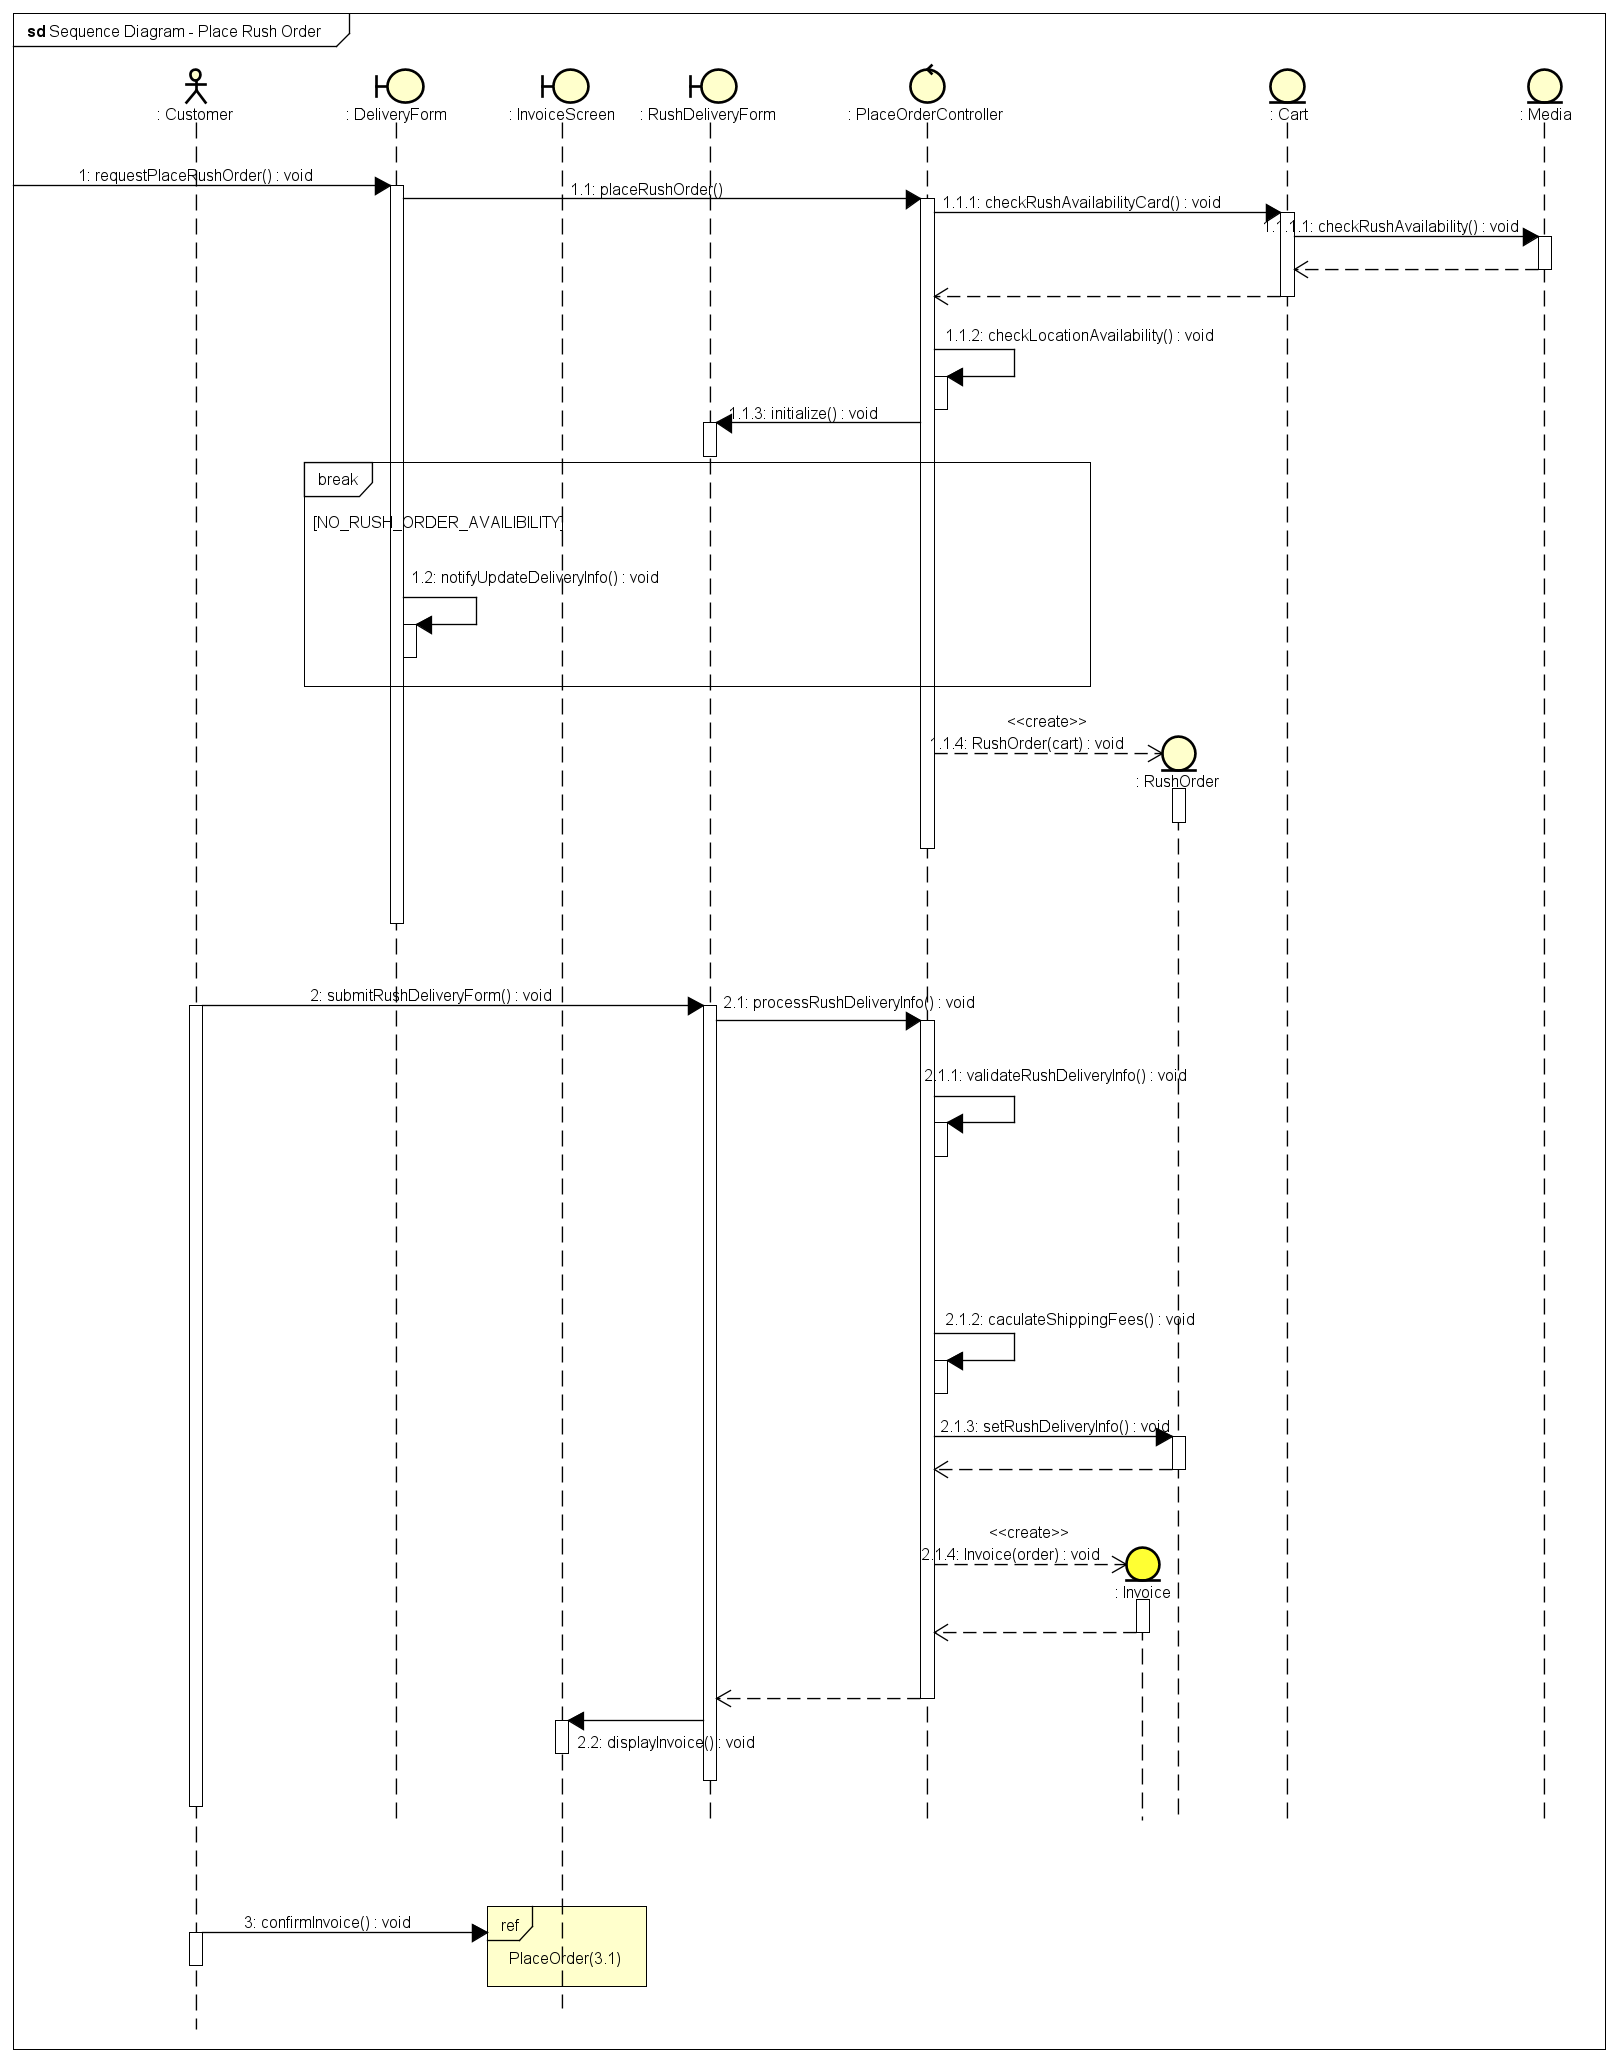 sd Sequence Diagram - Place Rush Order
: Customer
: DeliveryForm
: InvoiceScreen
: RushDeliveryForm
: PlaceOrderController
: Cart
: Media
1: requestPlaceRushOrder() : void
1.1: placeRushOrder()
1.1.1: checkRushAvailabilityCard() : void
1.1.1.1: checkRushAvailability() : void
1.1.2: checkLocationAvailability() : void
1.1.3: initialize() : void
break
[NO_RUSH_ORDER_AVAILIBILITY]
1.2: notifyUpdateDeliveryInfo() : void
<<create>>
1.1.4: RushOrder(cart) : void
: RushOrder
2: submitRushDeliveryForm() : void
2.1: processRushDeliveryInfo() : void
2.1.1: validateRushDeliveryInfo() : void
2.1.2: caculateShippingFees() : void
2.1.3: setRushDeliveryInfo() : void
<<create>>
2.1.4: Invoice(order) : void
: Invoice
2.2: displayInvoice() : void
3: confirmInvoice() : void
ref
PlaceOrder(3.1)